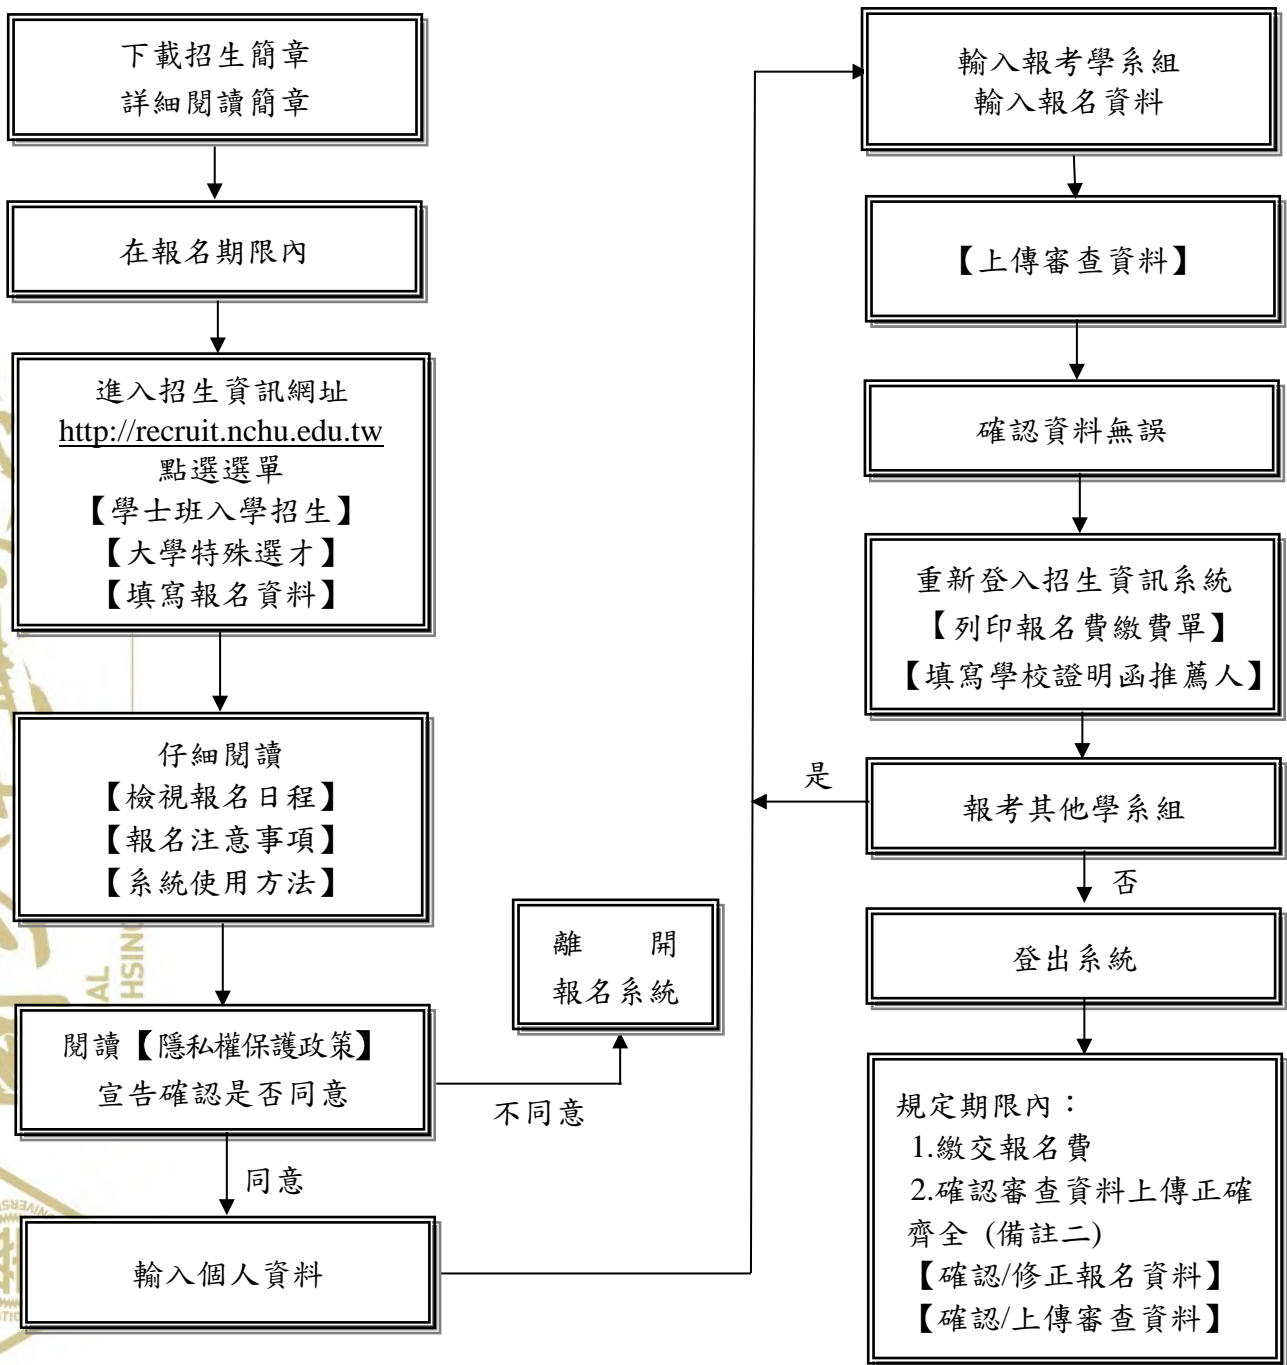 下載招生簡章
詳細閱讀簡章
在報名期限內
進入招生資訊網址
http://recruit.nchu.edu.tw
點選選單
【學士班入學招生】
【大學特殊選才】
【填寫報名資料】
仔細閱讀
【檢視報名日程】
【報名注意事項】
【系統使用方法】
閱讀【隱私權保護政策】
宣告確認是否同意
不同意
離 開
報名系統
同意
輸入個人資料
輸入報考學系組
輸入報名資料
【上傳審查資料】
確認資料無誤
重新登入招生資訊系統
【列印報名費繳費單】
【填寫學校證明函推薦人】
報考其他學系組
是
否
登出系統
規定期限內：
1.繳交報名費
2.確認審查資料上傳正確
齊全 (備註二)
【確認/修正報名資料】
【確認/上傳審查資料】
AL
HSING